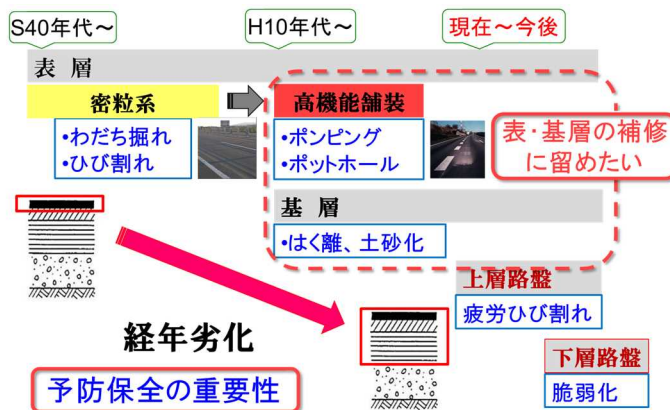 S40年代～
H10年代～
現在～今後
表 層
密粒系
高機能舗装
•わだち掘れ
•ひび割れ
•ポンピング
•ポットホール
表・基層の補修
に留めたい
基 層
•はく離、土砂化
上層路盤
疲労ひび割れ
経年劣化
下層路盤
脆弱化
予防保全の重要性